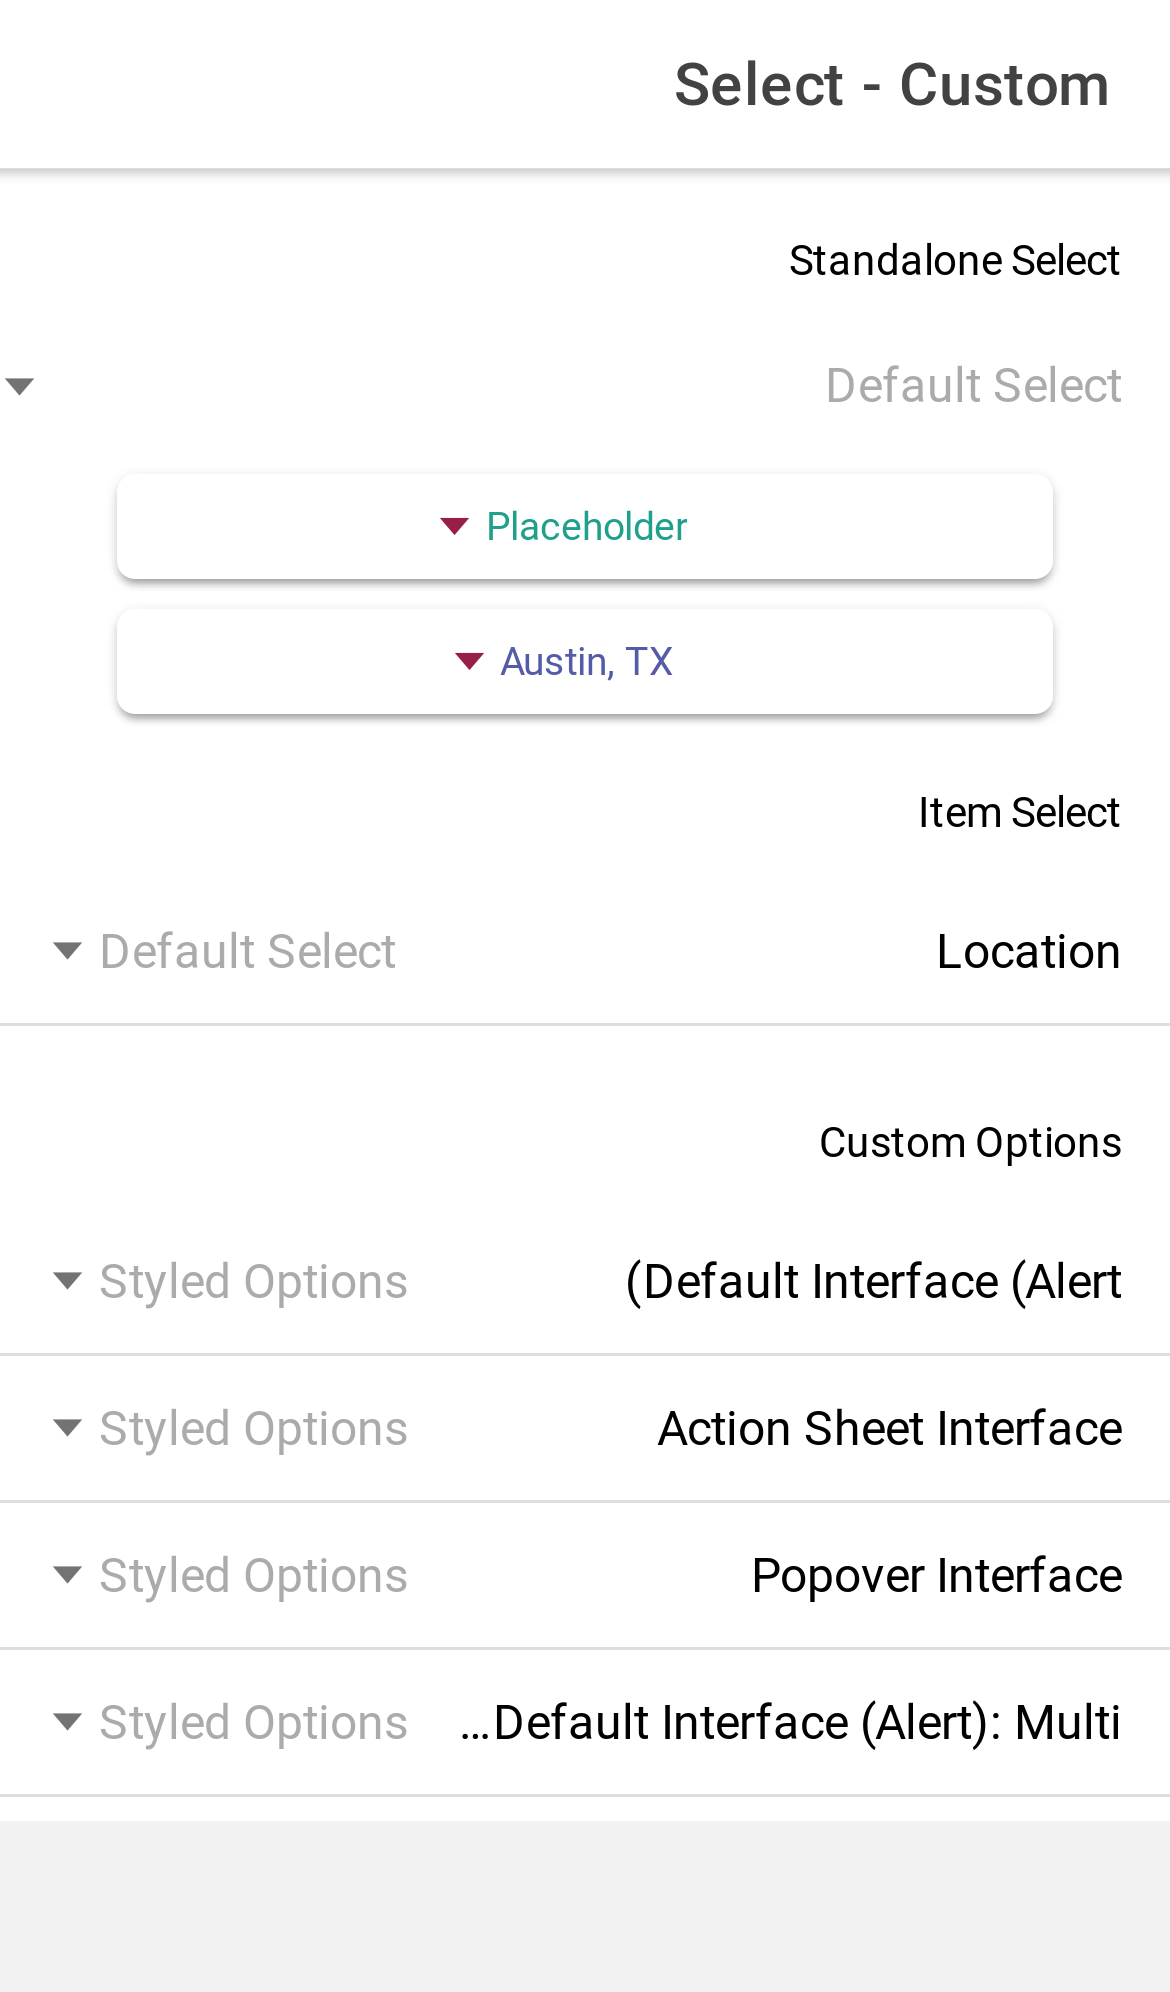 Select - Custom
Standalone Select
Default Select
Placeholder
Austin, TX
Item Select
Location
Default Select
Custom Options
(Default Interface (Alert
Styled Options
Action Sheet Interface
Styled Options
Popover Interface
Styled Options
...Default Interface (Alert): Multi
Styled Options